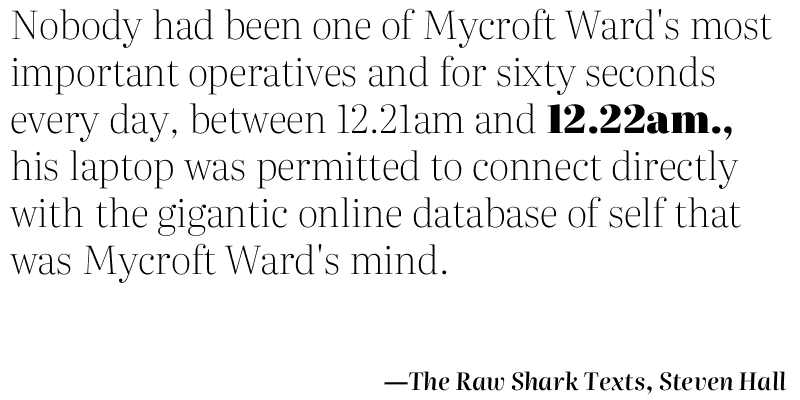 Nobody had been one of Mycroft Ward's most
important operatives and for sixty seconds
every day, between 12.21am and 12.22am.,
his laptop was permitted to connect directly
with the gigantic online database of self that
was Mycroft Ward's mind.
—The Raw Shark Texts, Steven Hall